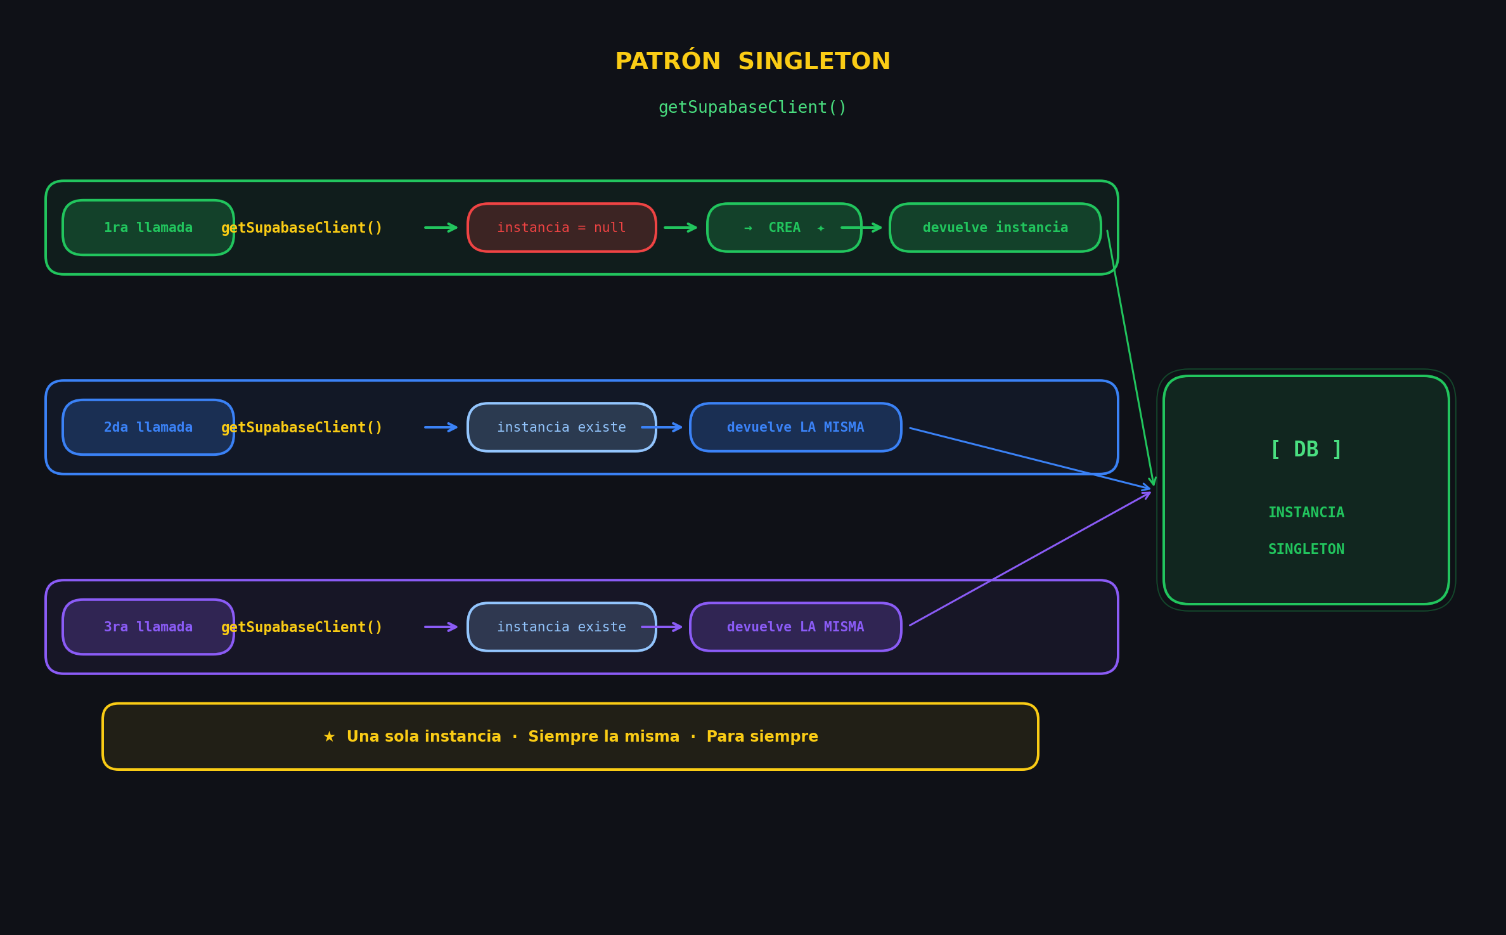 PATRÓN SINGLETON
getSupabaseClient()
1ra llamada getSupabaseClient() instancia = null → CREA ✦ devuelve instancia
2da llamada getSupabaseClient() instancia existe devuelve LA MISMA
[ DB ]
INSTANCIA
SINGLETON
3ra llamada getSupabaseClient() instancia existe devuelve LA MISMA
★ Una sola instancia · Siempre la misma · Para siempre